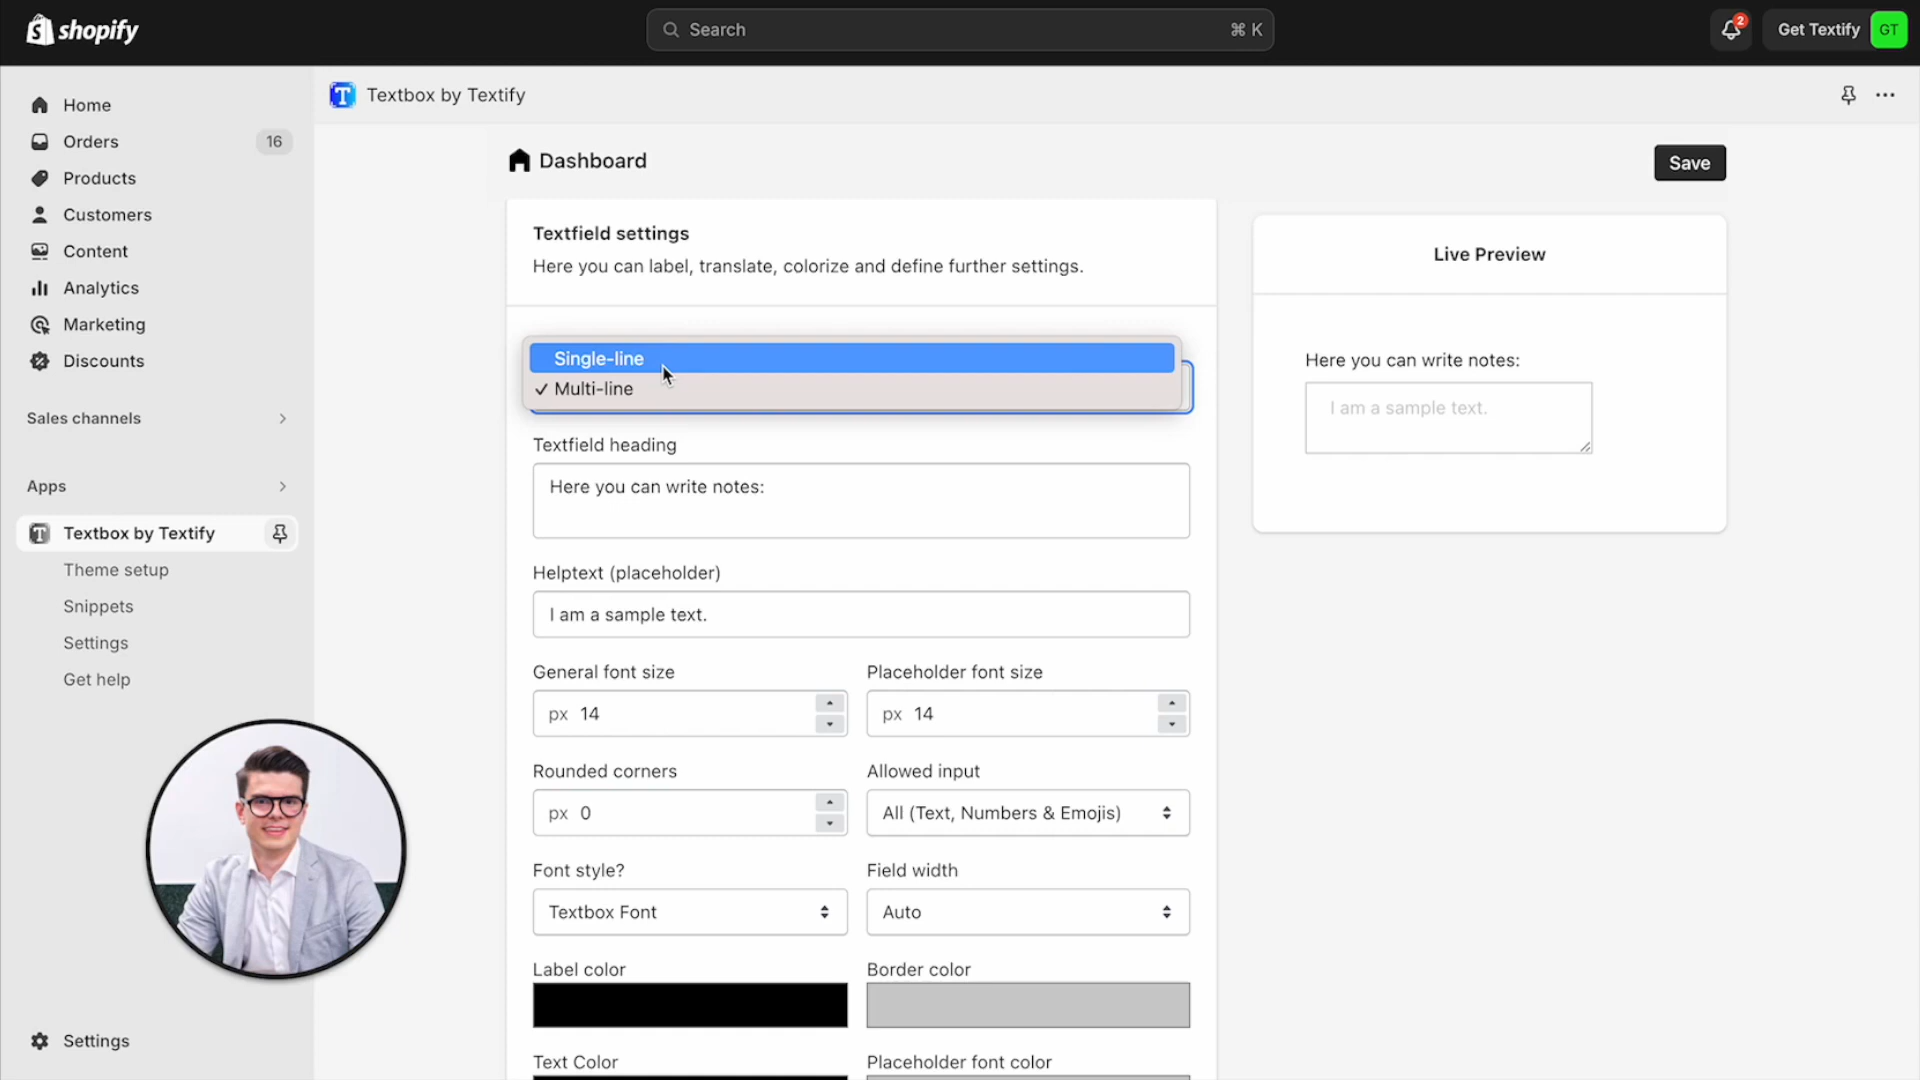 shopify
Search
⌘ K
2
Get Textify
GT
Home
Orders
16
Products
Customers
Content
Analytics
Marketing
Discounts
Sales channels
Apps
Textbox by Textify
Theme setup
Snippets
Settings
Get help
Settings
Textbox by Textify
Dashboard
Save
Textfield settings
Here you can label, translate, colorize and define further settings.
Single-line
✓ Multi-line
Textfield heading
Here you can write notes:
Helptext (placeholder)
I am a sample text.
General font size
Placeholder font size
px 14
px 14
Rounded corners
Allowed input
px 0
All (Text, Numbers & Emojis)
Font style?
Field width
Textbox Font
Auto
Label color
Border color
Text Color
Placeholder font color
Live Preview
Here you can write notes:
I am a sample text.